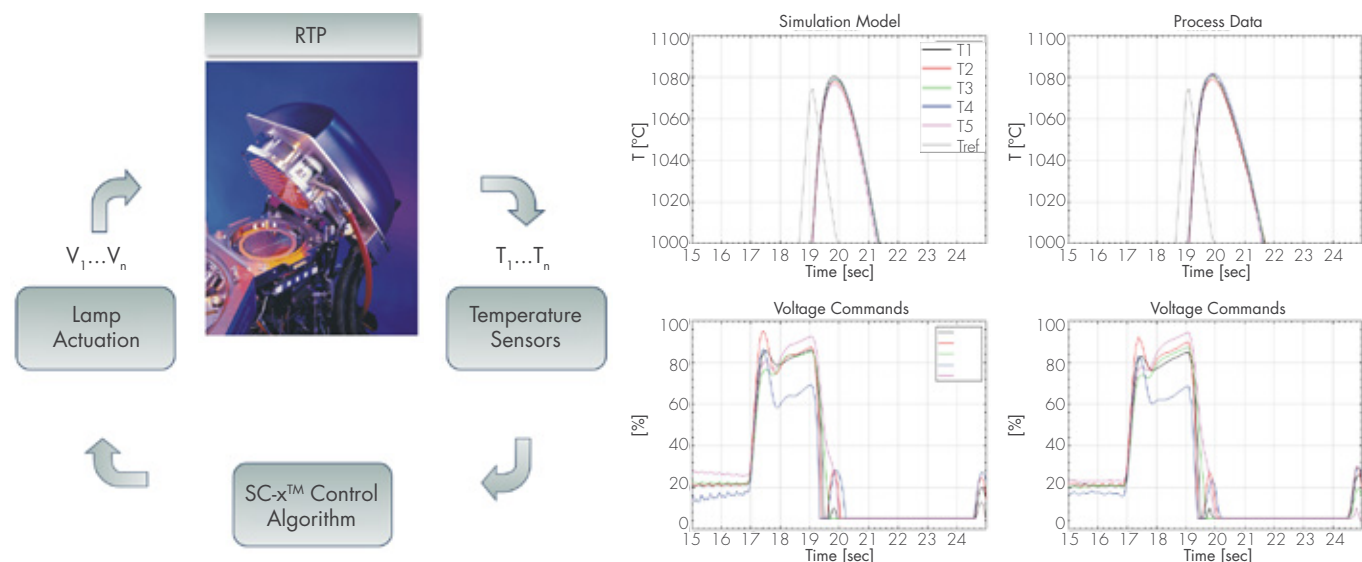 RTP
V₁...Vₙ
T₁...Tₙ
Lamp
Actuation
Temperature
Sensors
SC-x™ Control
Algorithm
Simulation Model
1100
1080
1060
1040
1020
1000
T [°C]
T1
T2
T3
T4
T5
Tref
15 16 17 18 19 20 21 22 23 24
Time [sec]
Process Data
1100
1080
1060
1040
1020
1000
T [°C]
15 16 17 18 19 20 21 22 23 24
Time [sec]
Voltage Commands
100
80
60
40
20
0
[%]
15 16 17 18 19 20 21 22 23 24
Time [sec]
Voltage Commands
100
80
60
40
20
0
[%]
15 16 17 18 19 20 21 22 23 24
Time [sec]